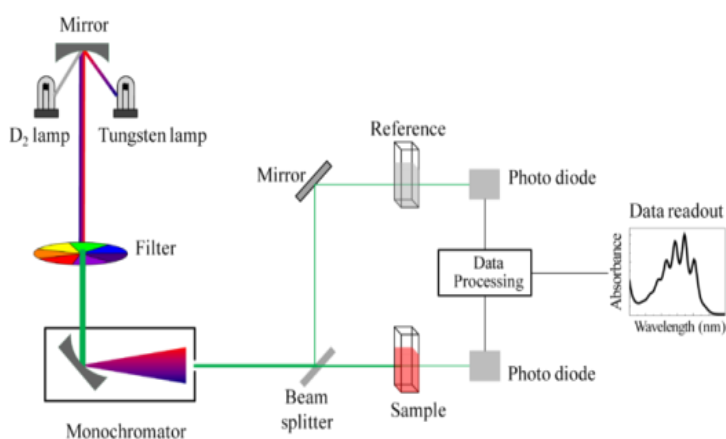 Mirror
D₂ lamp
Tungsten lamp
Filter
Monochromator
Mirror
Reference
Photo diode
Beam
splitter
Sample
Photo diode
Data
Processing
Data readout
Absorbance
Wavelength (nm)